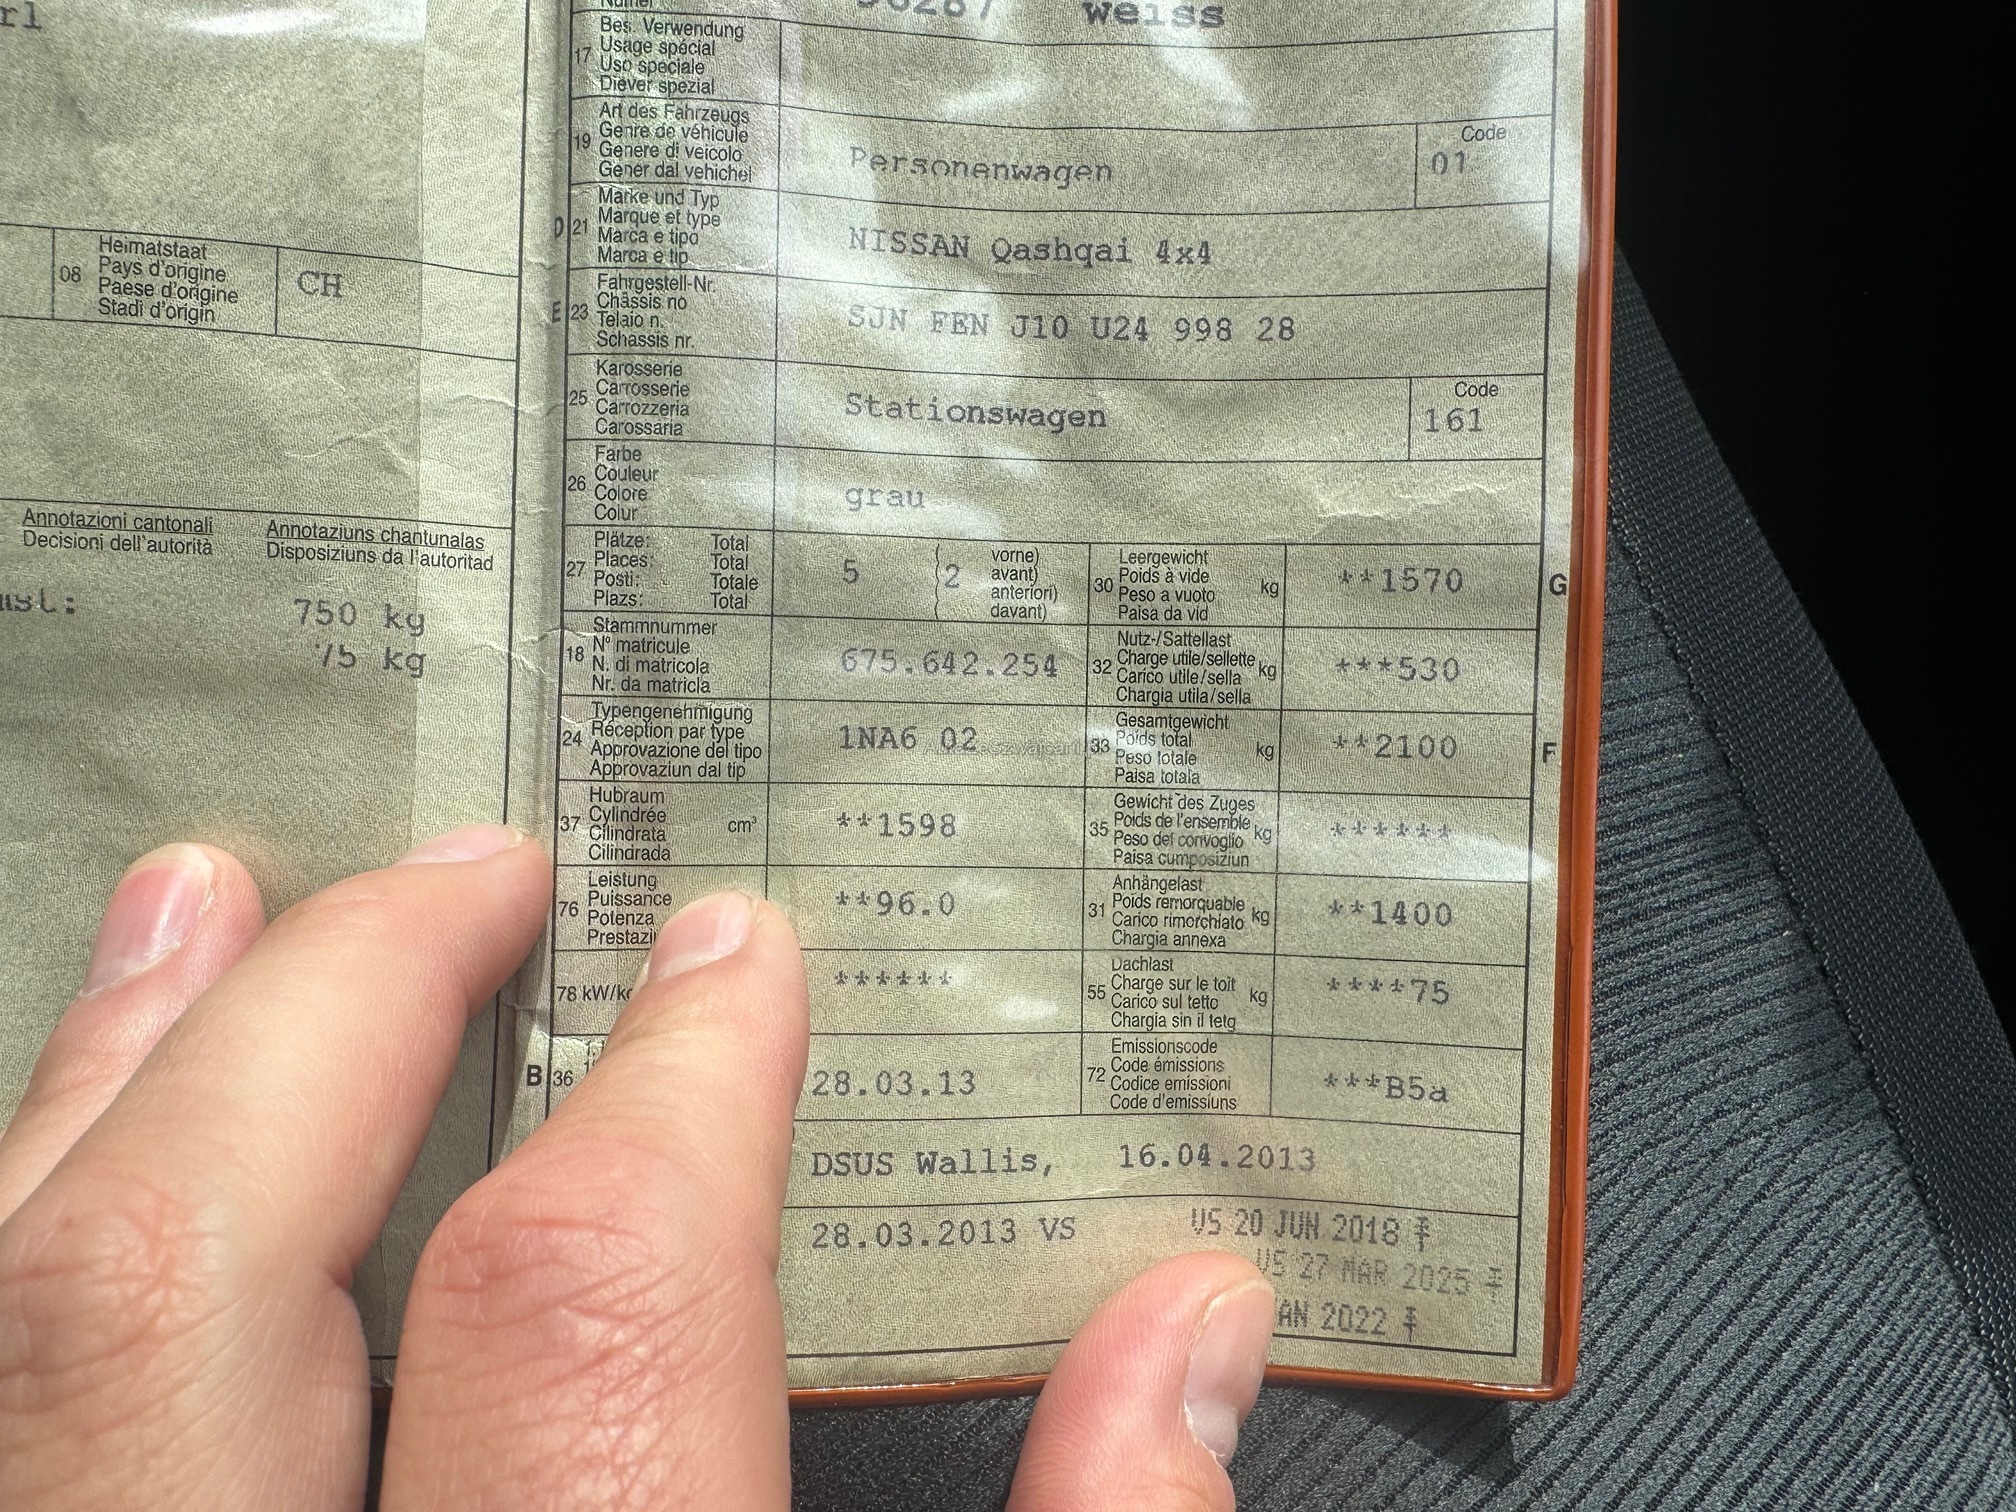 weiss
17 Bes. Verwendung
Usage spécial
Uso speciale
Diever spezial
19 Art des Fahrzeugs
Genre de véhicule
Genere di veicolo
Gener dal vehichel
Personenwagen
Code
01
D 21 Marke und Typ
Marque et type
Marca e tipo
Marca e tip
NISSAN Qashqai 4x4
08 Heimatstaat
Pays d'origine
Paese d'origine
Stadi d'origin
CH
E 23 Fahrgestell-Nr.
Châssis no
Telaio n.
Schassis nr.
SJN FEN J10 U24 998 28
25 Karosserie
Carrosserie
Carrozzeria
Carossaria
Stationswagen
Code
161
26 Farbe
Couleur
Colore
Colur
grau
Annotazioni cantonali
Decisioni dell'autorità
Annotaziuns chantunalas
Disposiziuns da l'autoritad
750 kg
75 kg
27 Plätze: Total
Places: Total
Posti: Totale
Plazs: Total
5 (2 vorne)
avant)
anteriori)
davant)
30 Leergewicht
Poids à vide
Peso a vuoto
Paisa da vid
kg
**1570
G
18 Stammnummer
N° matricule
N. di matricola
Nr. da matricla
675.642.254
32 Nutz-/Sattellast
Charge utile/sellette
Carico utile/sella
Chargia utila/sella
kg
***530
24 Typengenehmigung
Réception par type
Approvazione del tipo
Approvaziun dal tip
1NA6 02
33 Gesamtgewicht
Poids total
Peso totale
Paisa totala
kg
**2100
F
37 Hubraum
Cylindrée
Cilindrata
Cilindrada
cm³
**1598
35 Gewicht des Zuges
Poids de l'ensemble
Peso del convoglio
Paisa cumposiziun
kg
******
76 Leistung
Puissance
Potenza
**96.0
31 Anhängelast
Poids remorquable
Carico rimorchiato
Chargia annexa
kg
**1400
78 kW/kg
******
55 Dachlast
Charge sur le toit
Carico sul tetto
Chargia sin il tetg
kg
****75
B 36
28.03.13
72 Emissionscode
Code émissions
Codice emissioni
Code d'emissiuns
***B5a
DSUS Wallis, 16.04.2013
28.03.2013 VS
VS 20 JUN 2018
VS 27 MAR 2025
2022